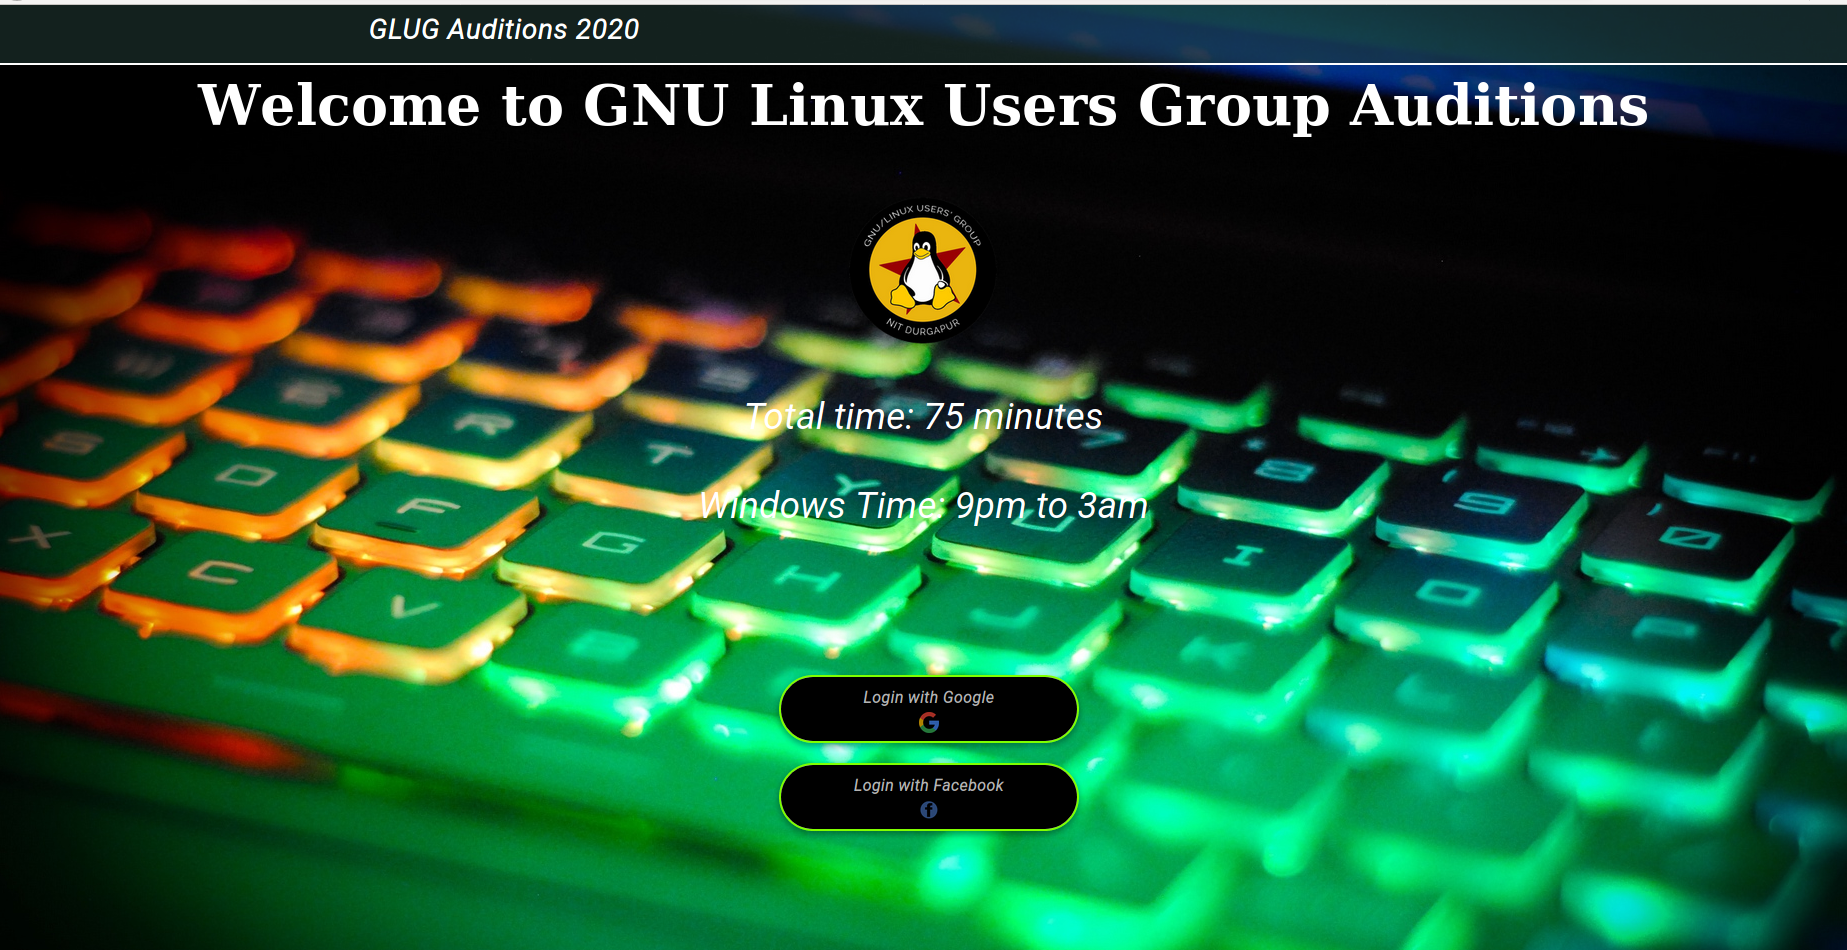 GLUG Auditions 2020
Welcome to GNU Linux Users Group Auditions
GNU/LINUX USERS' GROUP
NIT DURGAPUR
Total time: 75 minutes
Windows Time: 9pm to 3am
Login with Google
Login with Facebook
7 * 8 ( 9 ) 0
R T Y U I O P
S D F G H J K L
X C V B